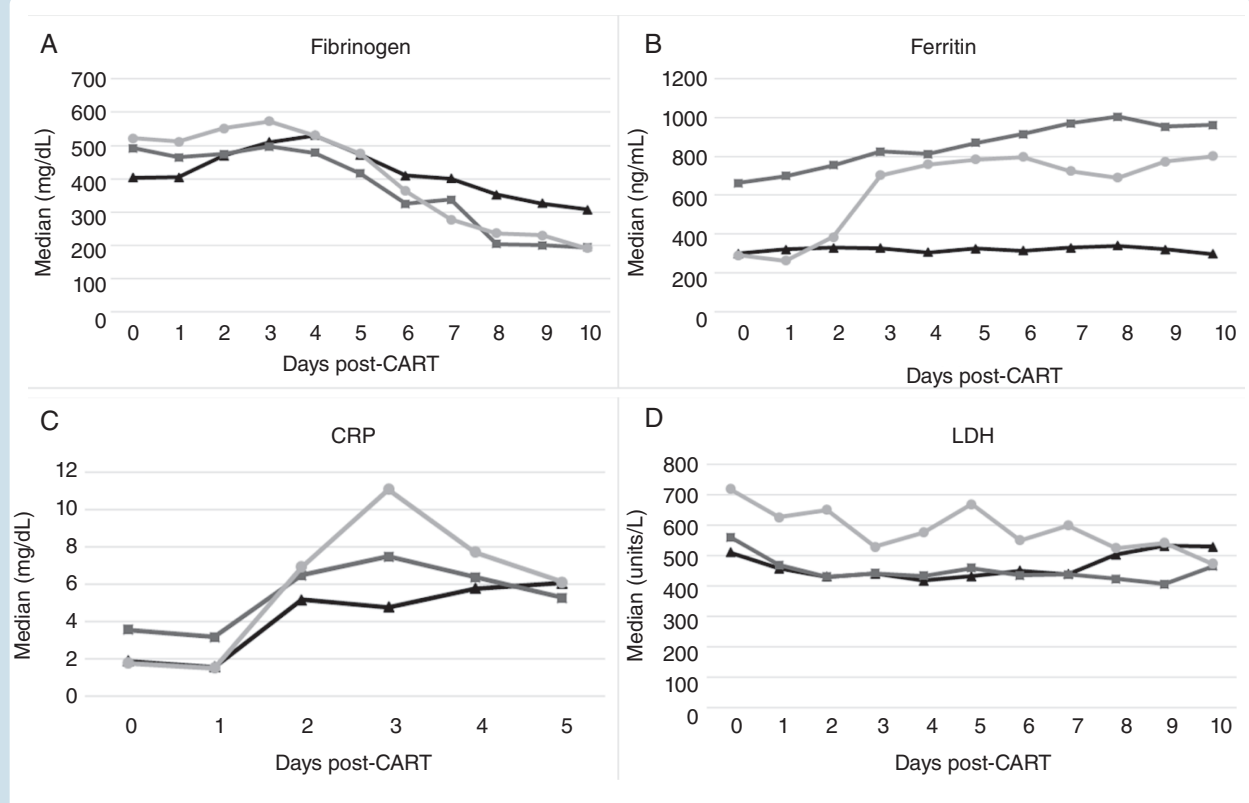 A
Fibrinogen
700
600
500
400
300
200
100
0
Median (mg/dL)
0 1 2 3 4 5 6 7 8 9 10
Days post-CART
B
Ferritin
1200
1000
800
600
400
200
0
Median (ng/mL)
0 1 2 3 4 5 6 7 8 9 10
Days post-CART
C
CRP
12
10
8
6
4
2
0
Median (mg/dL)
0 1 2 3 4 5
Days post-CART
D
LDH
800
700
600
500
400
300
200
100
0
Median (units/L)
0 1 2 3 4 5 6 7 8 9 10
Days post-CART